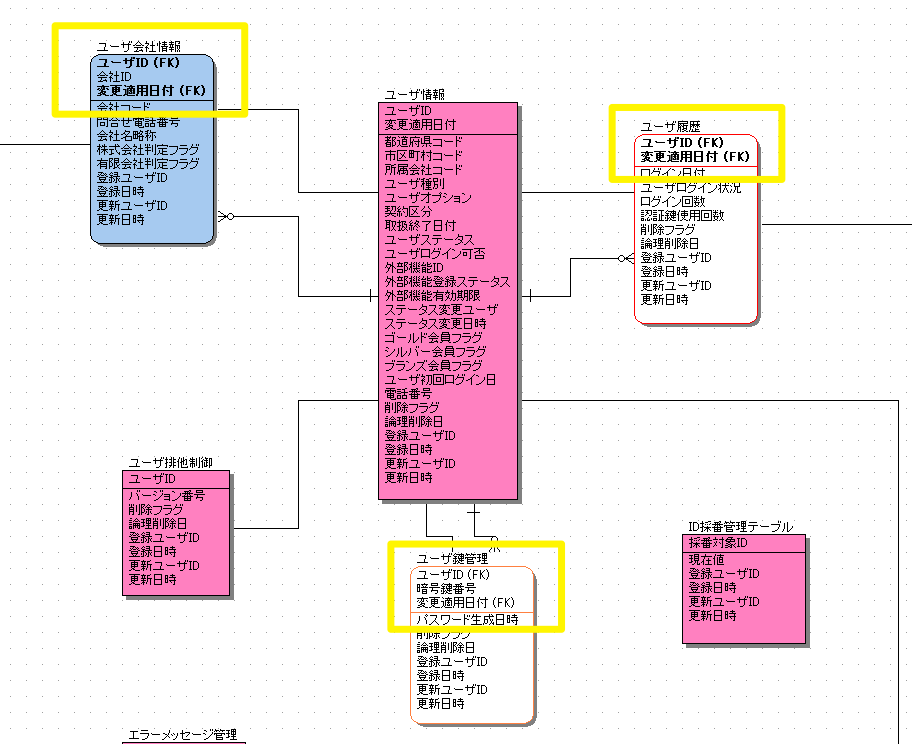 ユーザ会社情報
ユーザID (FK)
会社ID
変更適用日付 (FK)
会社コード
問合せ電話番号
会社名略称
株式会社判定フラグ
有限会社判定フラグ
登録ユーザID
登録日時
更新ユーザID
更新日時
ユーザ情報
ユーザID
変更適用日付
都道府県コード
市区町村コード
所属会社コード
ユーザ種別
ユーザオプション
契約区分
取扱終了日付
ユーザステータス
ユーザログイン可否
外部機能ID
外部機能登録ステータス
外部機能有効期限
ステータス変更ユーザ
ステータス変更日時
ゴールド会員フラグ
シルバー会員フラグ
ブランズ会員フラグ
ユーザ初回ログイン日
電話番号
削除フラグ
論理削除日
登録ユーザID
登録日時
更新ユーザID
更新日時
ユーザ履歴
ユーザID (FK)
変更適用日付 (FK)
ログイン日付
ユーザログイン状況
ログイン回数
認証鍵使用回数
削除フラグ
論理削除日
登録ユーザID
登録日時
更新ユーザID
更新日時
ユーザ排他制御
ユーザID
バージョン番号
削除フラグ
論理削除日
登録ユーザID
登録日時
更新ユーザID
更新日時
ユーザ鍵管理
ユーザID (FK)
暗号鍵番号
変更適用日付 (FK)
パスワード生成日時
削除フラグ
論理削除日
登録ユーザID
登録日時
更新ユーザID
更新日時
ID採番管理テーブル
採番対象ID
現在値
登録ユーザID
登録日時
更新ユーザID
更新日時
エラーメッセージ管理